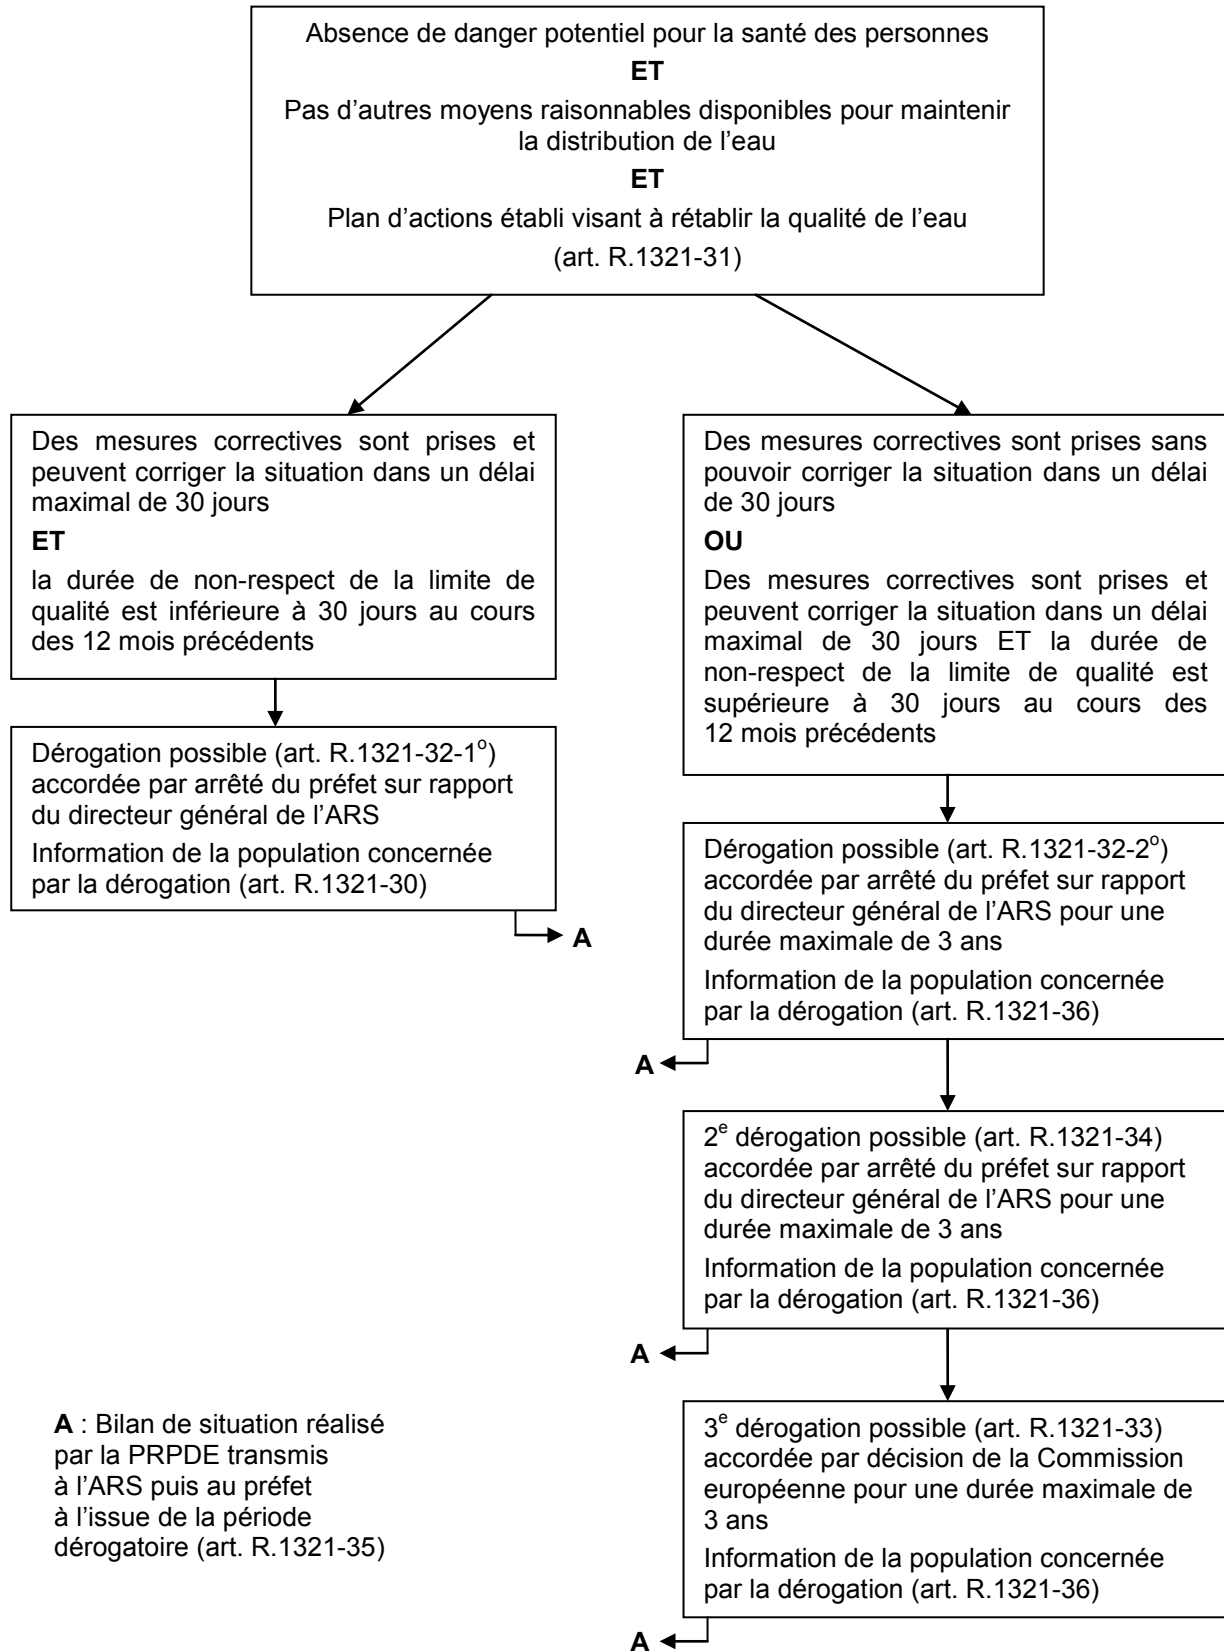 Absence de danger potentiel pour la santé des personnes
ET
Pas d'autres moyens raisonnables disponibles pour maintenir
la distribution de l'eau
ET
Plan d'actions établi visant à rétablir la qualité de l'eau
(art. R.1321-31)
Des mesures correctives sont prises et
peuvent corriger la situation dans un délai
maximal de 30 jours
ET
la durée de non-respect de la limite de
qualité est inférieure à 30 jours au cours
des 12 mois précédents
Dérogation possible (art. R.1321-32-1º)
accordée par arrêté du préfet sur rapport
du directeur général de l'ARS
Information de la population concernée
par la dérogation (art. R.1321-30)
A
Des mesures correctives sont prises sans
pouvoir corriger la situation dans un délai
de 30 jours
OU
Des mesures correctives sont prises et
peuvent corriger la situation dans un délai
maximal de 30 jours ET la durée de
non-respect de la limite de qualité est
supérieure à 30 jours au cours des
12 mois précédents
Dérogation possible (art. R.1321-32-2º)
accordée par arrêté du préfet sur rapport
du directeur général de l'ARS pour une
durée maximale de 3 ans
Information de la population concernée
par la dérogation (art. R.1321-36)
A
2e dérogation possible (art. R.1321-34)
accordée par arrêté du préfet sur rapport
du directeur général de l'ARS pour une
durée maximale de 3 ans
Information de la population concernée
par la dérogation (art. R.1321-36)
A
3e dérogation possible (art. R.1321-33)
accordée par décision de la Commission
européenne pour une durée maximale de
3 ans
Information de la population concernée
par la dérogation (art. R.1321-36)
A
A : Bilan de situation réalisé
par la PRPDE transmis
à l'ARS puis au préfet
à l'issue de la période
dérogatoire (art. R.1321-35)